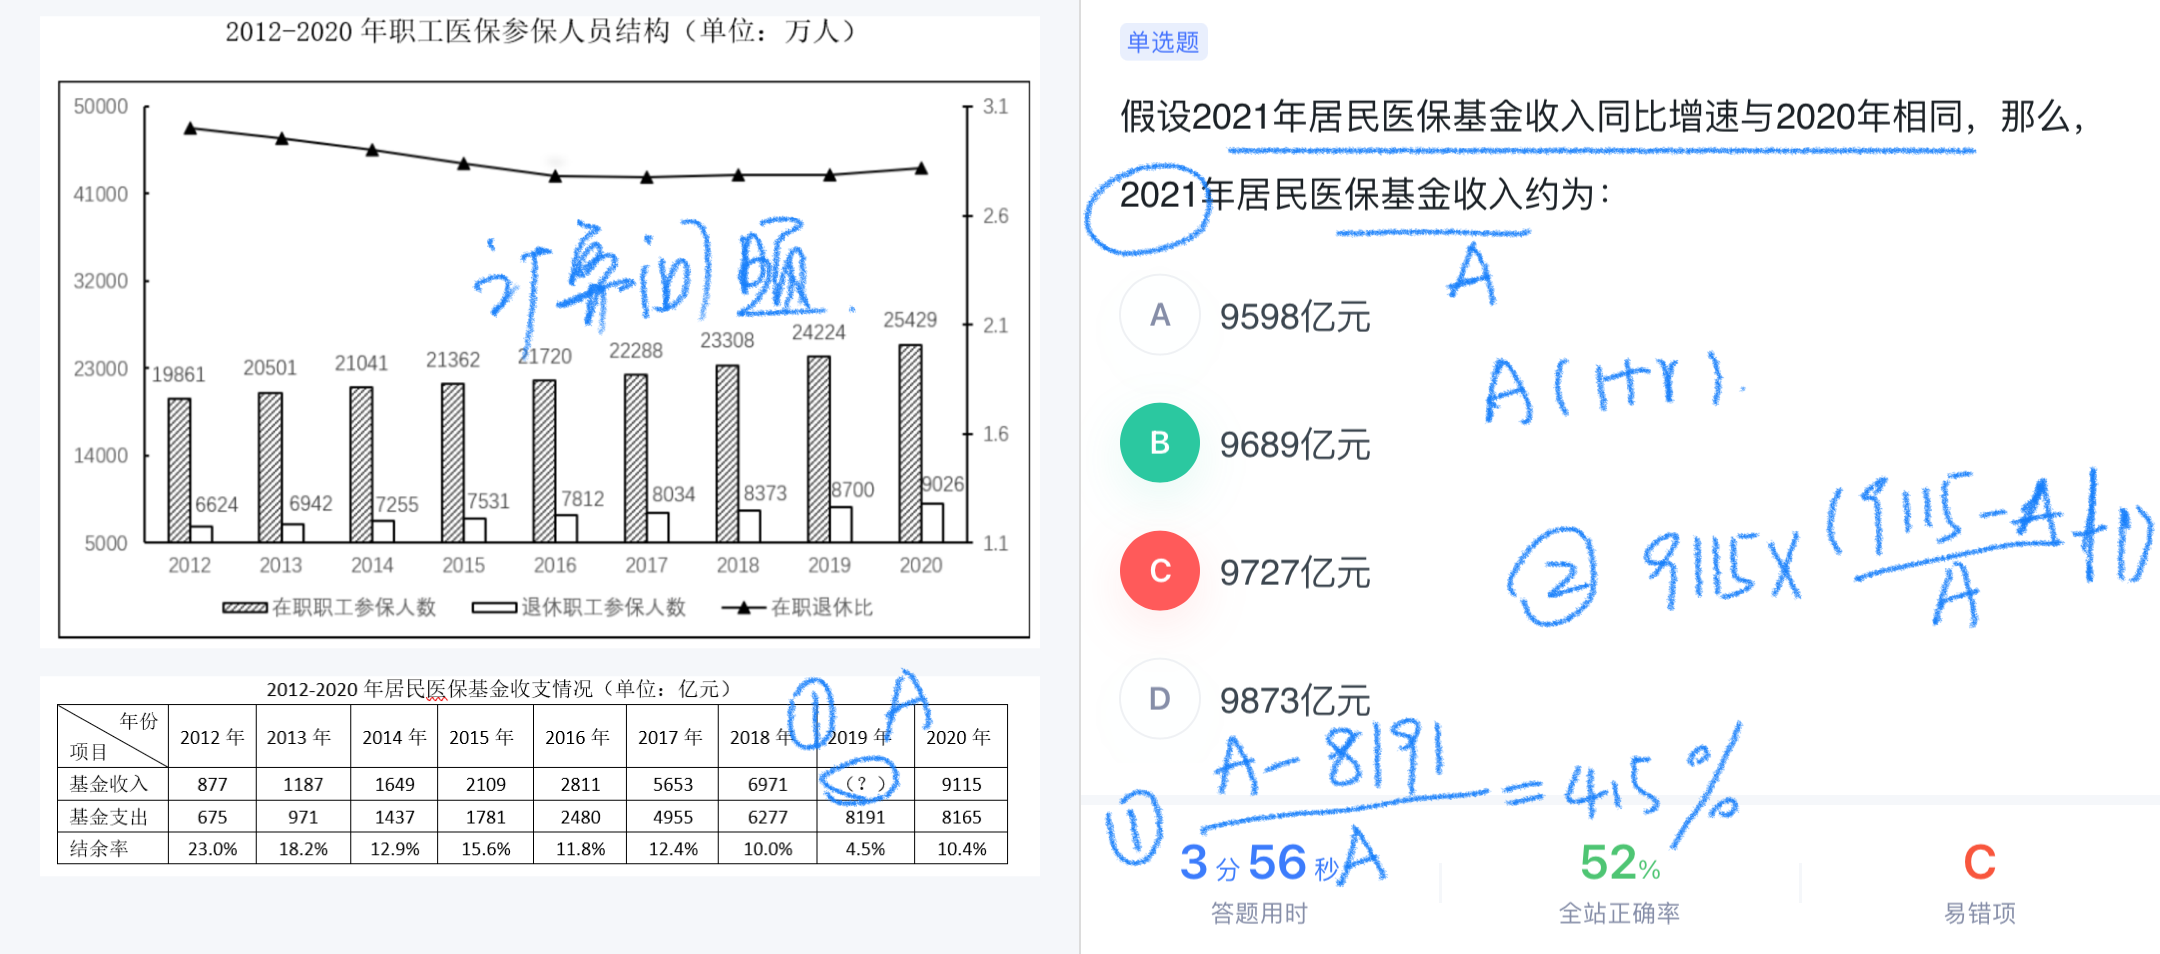 2012-2020 年职工医保参保人员结构（单位：万人）
50000
41000
32000
23000
14000
5000
3.1
2.6
2.1
1.6
1.1
19861
20501
21041
21362
21720
22288
23308
24224
25429
6624
6942
7255
7531
7812
8034
8373
8700
9026
2012 2013 2014 2015 2016 2017 2018 2019 2020
在职职工参保人数 退休职工参保人数 在职退休比
计算问题.
2012-2020 年居民医保基金收支情况（单位：亿元）
① A
年份 项目 2012 年 2013 年 2014 年 2015 年 2016 年 2017 年 2018 年 2019 年 2020 年
基金收入 877 1187 1649 2109 2811 5653 6971 （?） 9115
基金支出 675 971 1437 1781 2480 4955 6277 8191 8165
结余率 23.0% 18.2% 12.9% 15.6% 11.8% 12.4% 10.0% 4.5% 10.4%
单选题
假设2021年居民医保基金收入同比增速与2020年相同，那么，
2021年居民医保基金收入约为：
A
A 9598亿元
A(1+r).
B 9689亿元
② 9115×(9115-A/A+1)
C 9727亿元
D 9873亿元
① A-8191/A=4.5%
3分56秒
答题用时
52%
全站正确率
C
易错项